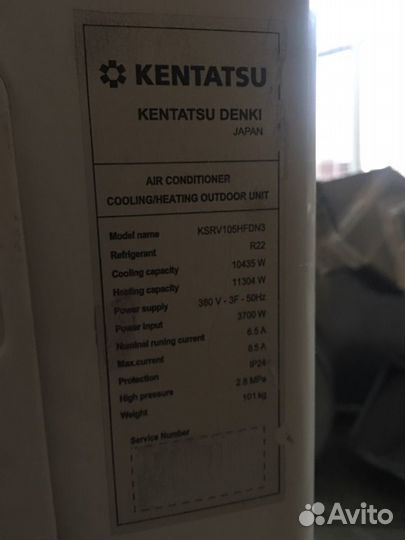 KENTATSU
KENTATSU DENKI
JAPAN
AIR CONDITIONER
COOLING/HEATING OUTDOOR UNIT
Model name KSRV105HFDN3
Refrigerant R22
Cooling capacity 10435 W
Heating capacity 11304 W
Power supply 380 V - 3F - 50Hz
Power input 3700 W
Nominal runing current 6.5 A
Max.current 8.5 A
Protection IP24
High pressure 2.8 MPa
Weight 101 kg
Service Number
Avito